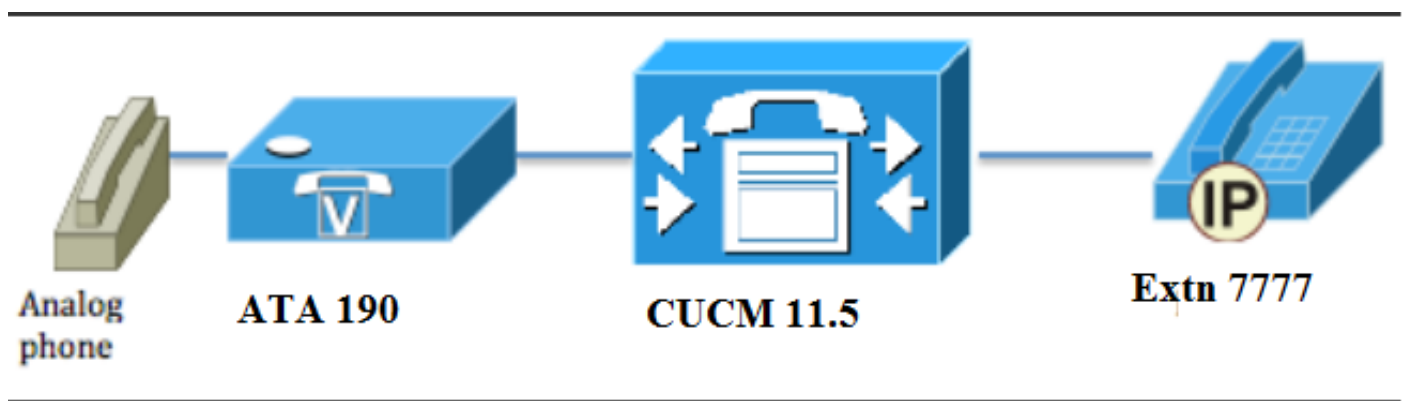 V
IP
Analog
phone
ATA 190
CUCM 11.5
Extn 7777